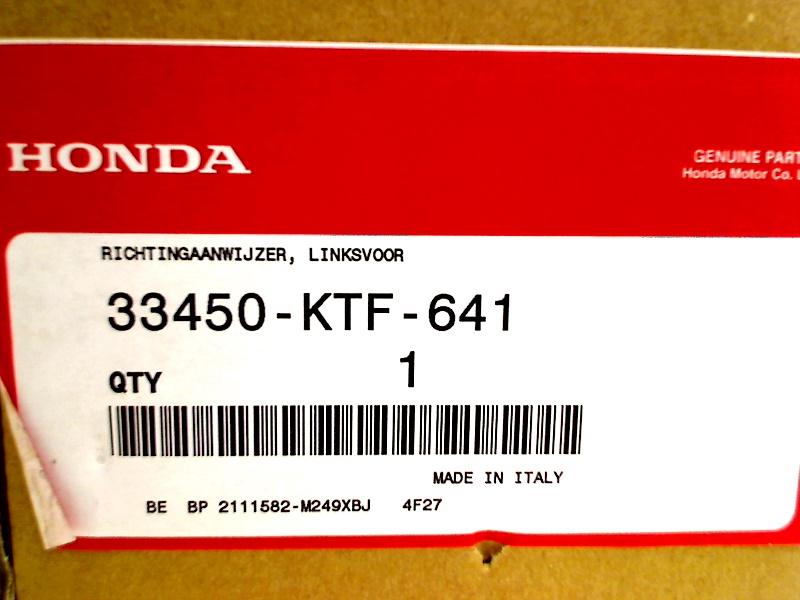 HONDA
GENUINE PART
Honda Motor Co.
RICHTINGAANWIJZER, LINKSVOOR
33450-KTF-641
QTY 1
MADE IN ITALY
BE BP 2111582-M249XBJ 4F27